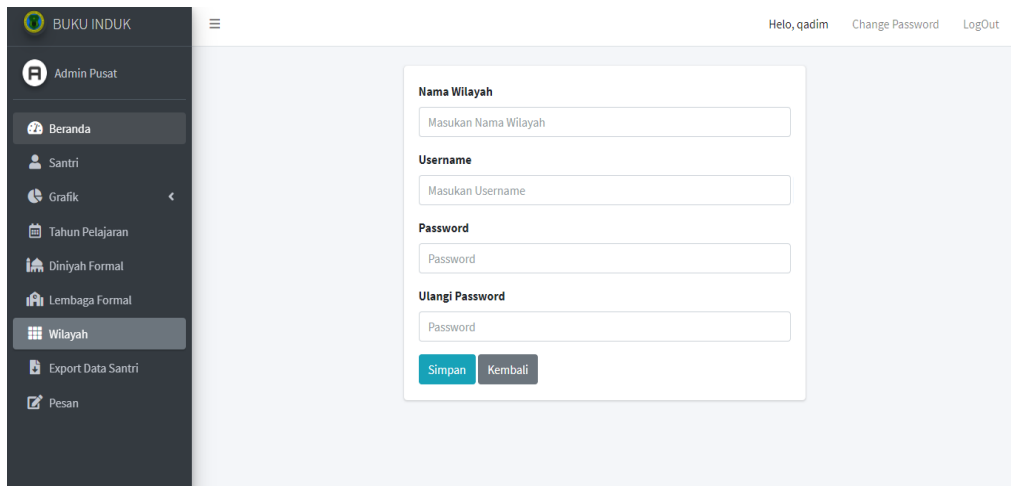 BUKU INDUK
Helo, qadim Change Password LogOut
Admin Pusat
Beranda
Santri
Grafik
Tahun Pelajaran
Diniyah Formal
Lembaga Formal
Wilayah
Export Data Santri
Pesan
Nama Wilayah
Masukan Nama Wilayah
Username
Masukan Username
Password
Password
Ulangi Password
Password
Simpan Kembali